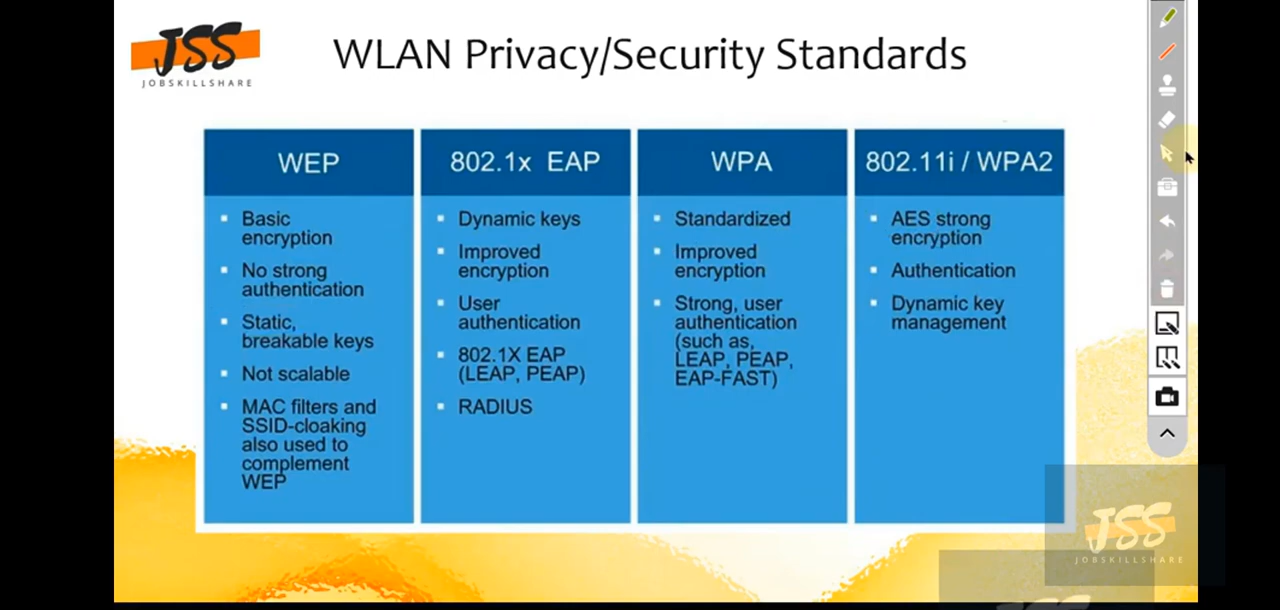 JSS
JOBSKILLSHARE
WLAN Privacy/Security Standards
WEP
Basic
encryption
No strong
authentication
Static,
breakable keys
Not scalable
MAC filters and
SSID-cloaking
also used to
complement
WEP
802.1x EAP
Dynamic keys
Improved
encryption
User
authentication
802.1X EAP
(LEAP, PEAP)
RADIUS
WPA
Standardized
Improved
encryption
Strong, user
authentication
(such as,
LEAP, PEAP,
EAP-FAST)
802.11i / WPA2
AES strong
encryption
Authentication
Dynamic key
management
JSS
JOBSKILLSHARE